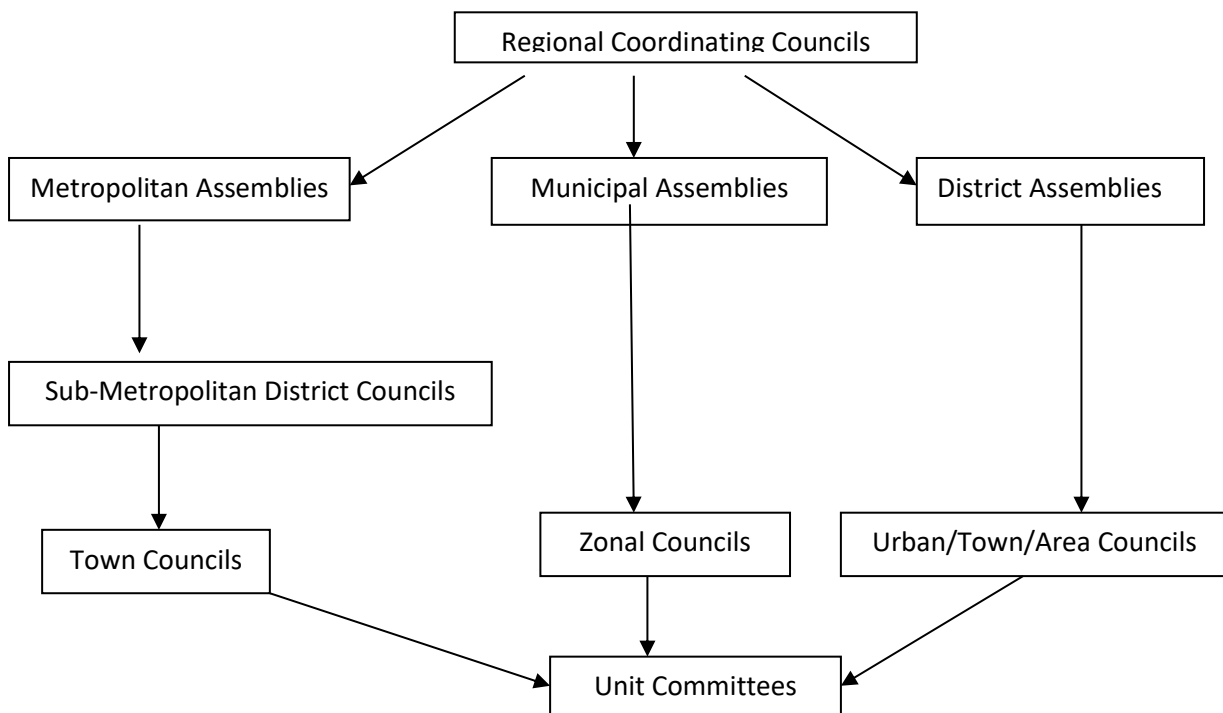 Regional Coordinating Councils
Metropolitan Assemblies
Municipal Assemblies
District Assemblies
Sub-Metropolitan District Councils
Town Councils
Zonal Councils
Urban/Town/Area Councils
Unit Committees